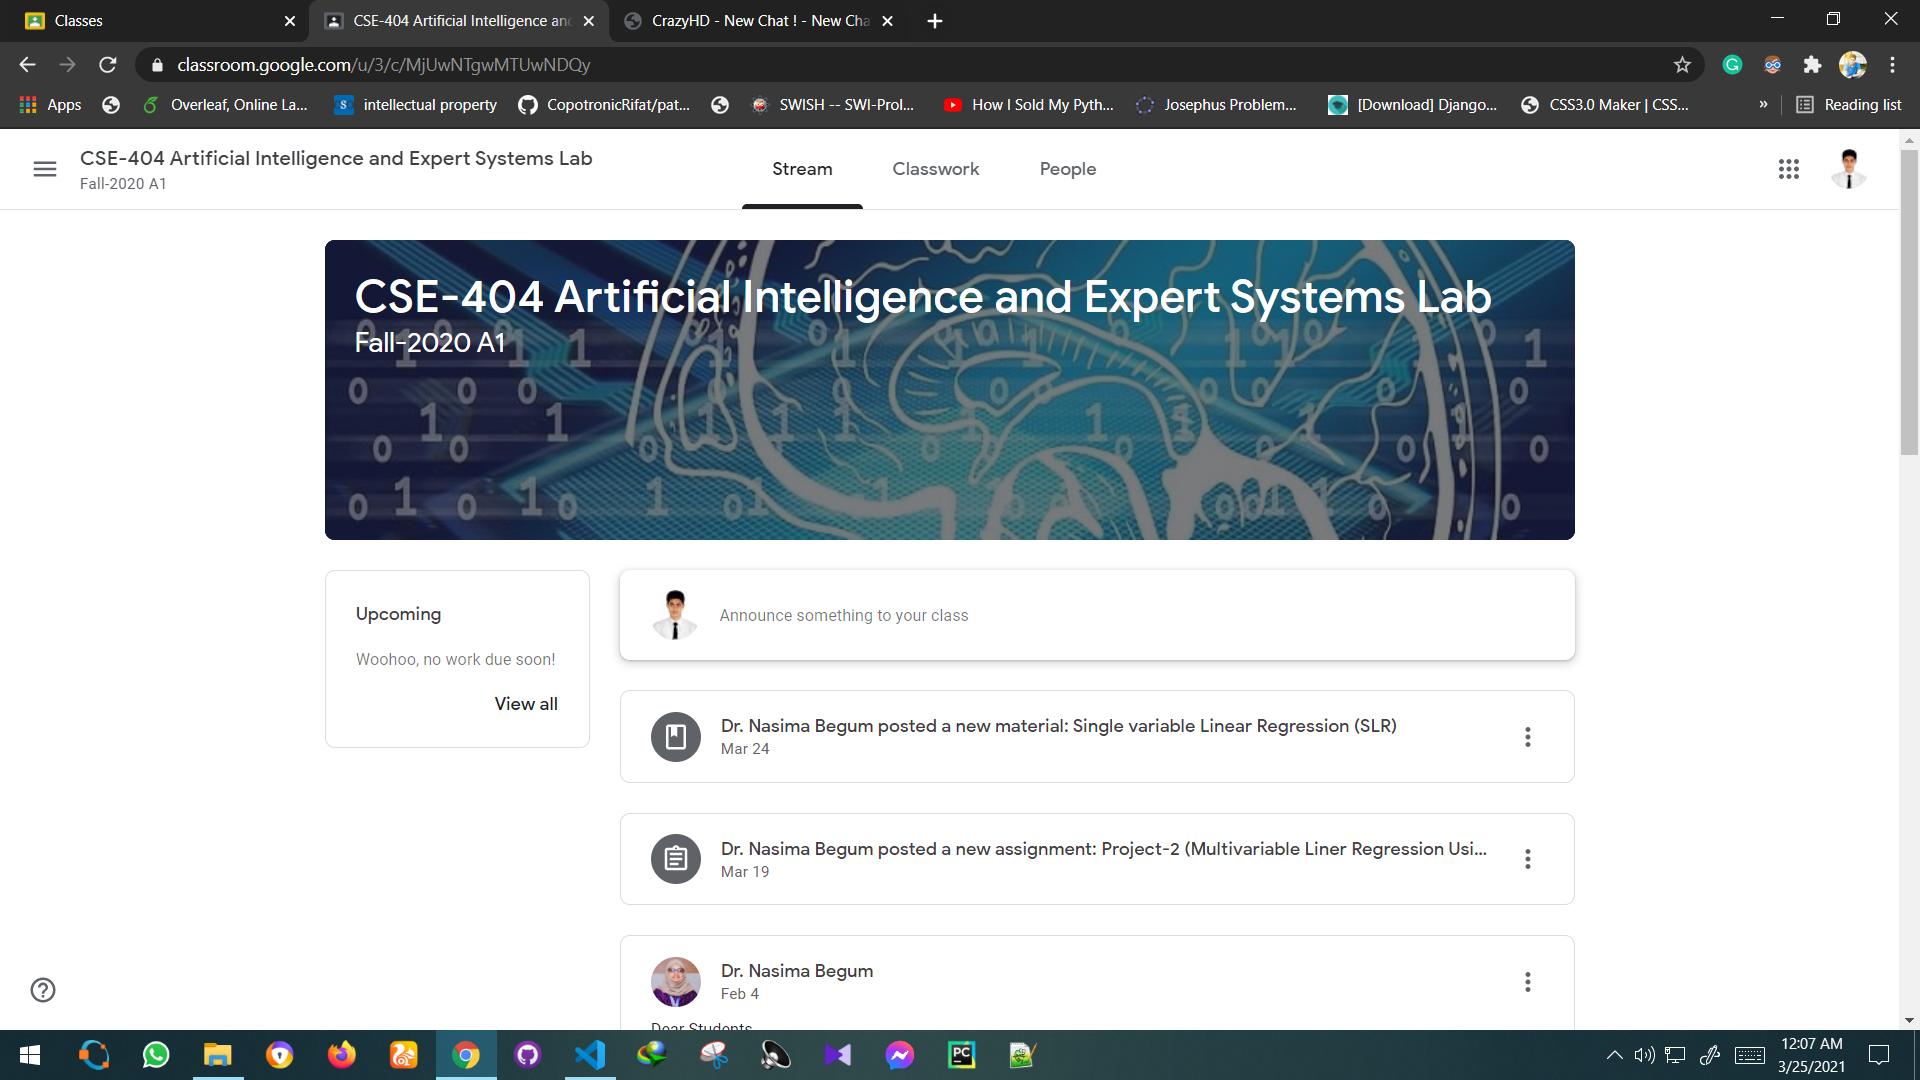 Classes
CSE-404 Artificial Intelligence and
CrazyHD - New Chat ! - New Cha
classroom.google.com/u/3/c/MjUwNTgwMTUwNDQy
Apps
Overleaf, Online La...
intellectual property
CopotronicRifat/pat...
SWISH -- SWI-Prol...
How I Sold My Pyth...
Josephus Problem...
[Download] Django...
CSS3.0 Maker | CSS...
»
Reading list
CSE-404 Artificial Intelligence and Expert Systems Lab
Fall-2020 A1
Stream
Classwork
People
CSE-404 Artificial Intelligence and Expert Systems Lab
Fall-2020 A1
Upcoming
Woohoo, no work due soon!
View all
Announce something to your class
Dr. Nasima Begum posted a new material: Single variable Linear Regression (SLR)
Mar 24
Dr. Nasima Begum posted a new assignment: Project-2 (Multivariable Liner Regression Usi...
Mar 19
Dr. Nasima Begum
Feb 4
Dear Students
12:07 AM
3/25/2021